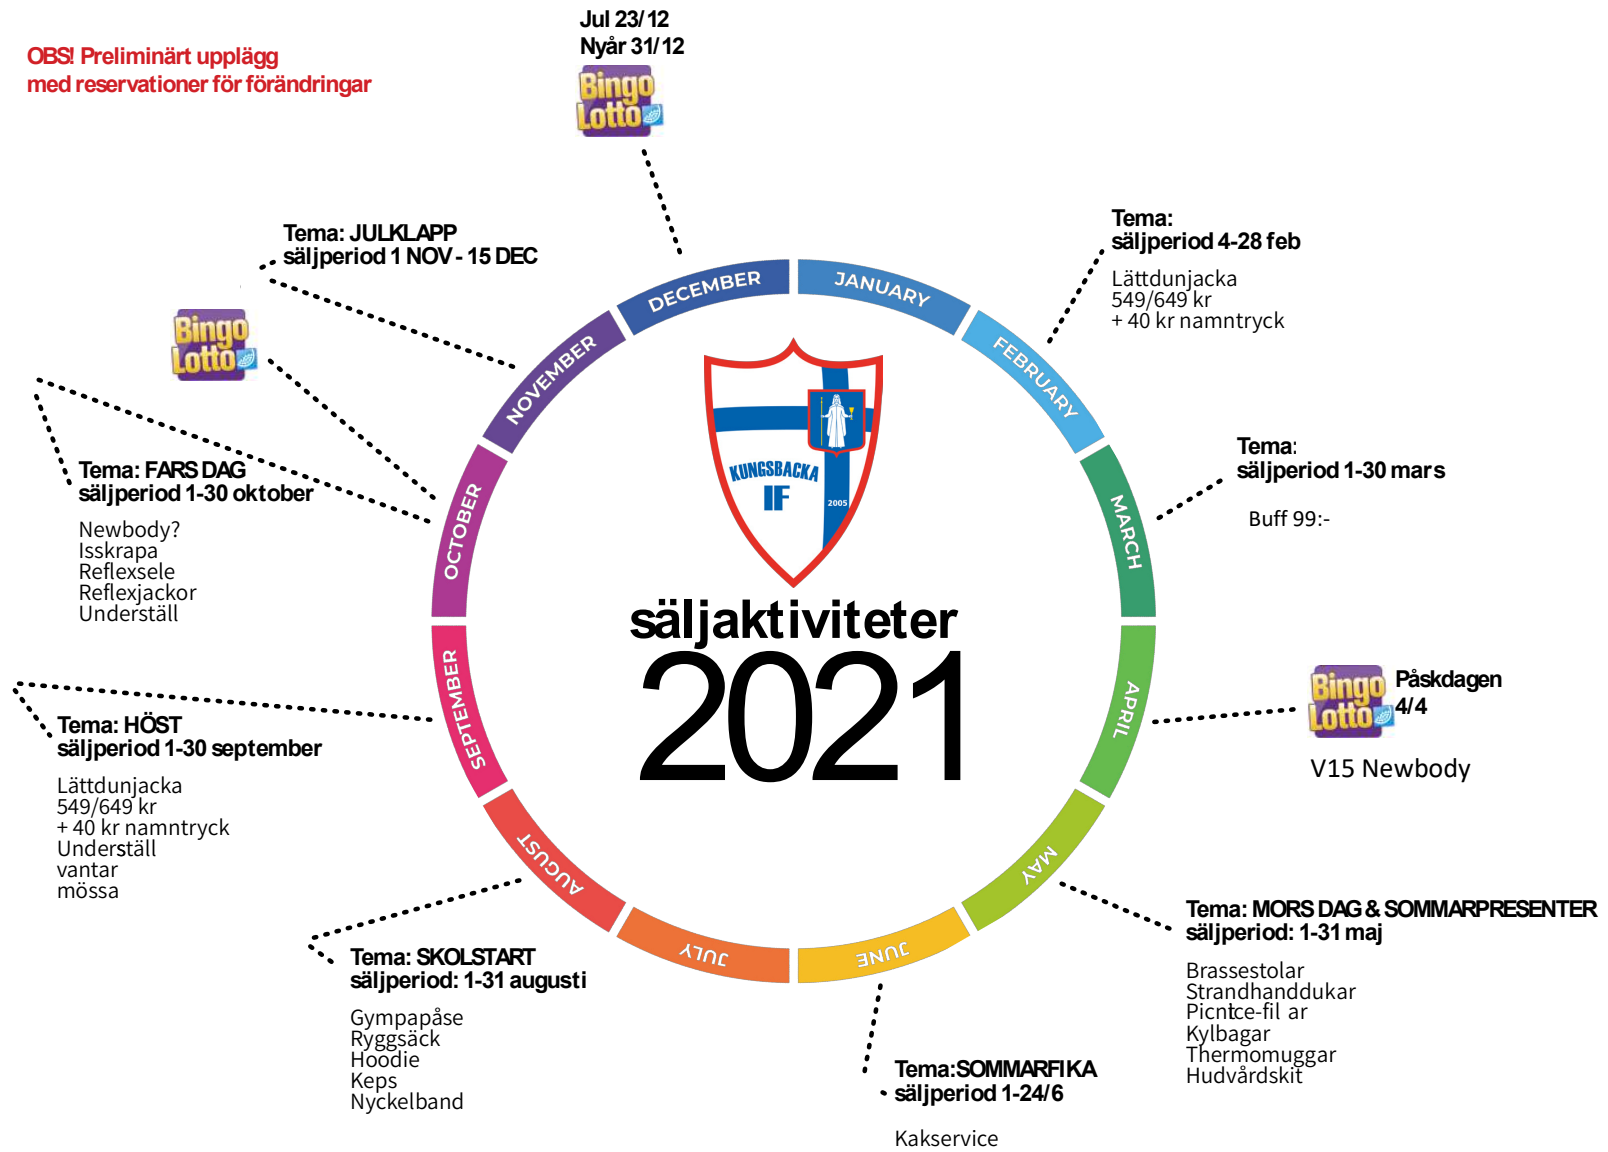 OBS! Preliminärt upplägg
med reservationer för förändringar
Jul 23/12
Nyår 31/12
Bingo
Lotto
Tema: JULKLAPP
säljperiod 1 NOV - 15 DEC
Bingo
Lotto
Tema:
säljperiod 4-28 feb
Lättdunjacka
549/649 kr
+ 40 kr namntryck
Tema:
säljperiod 1-30 mars
Buff 99:-
Bingo
Lotto
Påskdagen
4/4
V15 Newbody
Tema: MORS DAG & SOMMARPRESENTER
säljperiod: 1-31 maj
Brassestolar
Strandhanddukar
Picntce-fil ar
Kylbagar
Thermomuggar
Hudvårdskit
Tema:SOMMARFIKA
säljperiod 1-24/6
Kakservice
Tema: SKOLSTART
säljperiod: 1-31 augusti
Gympapåse
Ryggsäck
Hoodie
Keps
Nyckelband
Tema: HÖST
säljperiod 1-30 september
Lättdunjacka
549/649 kr
+ 40 kr namntryck
Underställ
vantar
mössa
Tema: FARS DAG
säljperiod 1-30 oktober
Newbody?
Isskrapa
Reflexsele
Reflexjackor
Underställ
JANUARY
FEBRUARY
MARCH
APRIL
MAY
JUNE
JULY
AUGUST
SEPTEMBER
OCTOBER
NOVEMBER
DECEMBER
KUNGSBACKA
IF
2005
säljaktiviteter
2021